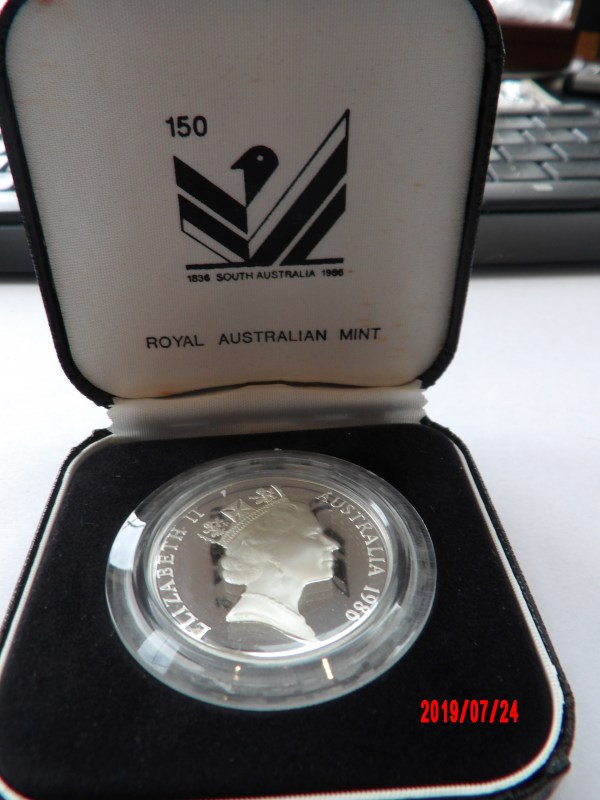 150
1836 SOUTH AUSTRALIA 1986
ROYAL AUSTRALIAN MINT
ELIZABETH II
AUSTRALIA 1986
2019/07/24